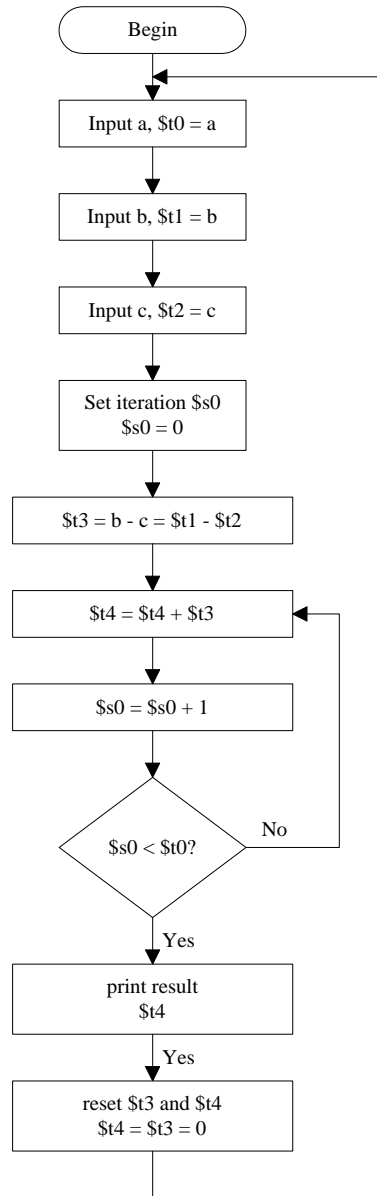 Begin
Input a, $t0 = a
Input b, $t1 = b
Input c, $t2 = c
Set iteration $s0
$s0 = 0
$t3 = b - c = $t1 - $t2
$t4 = $t4 + $t3
$s0 = $s0 + 1
$s0 < $t0?
No
Yes
print result
$t4
Yes
reset $t3 and $t4
$t4 = $t3 = 0